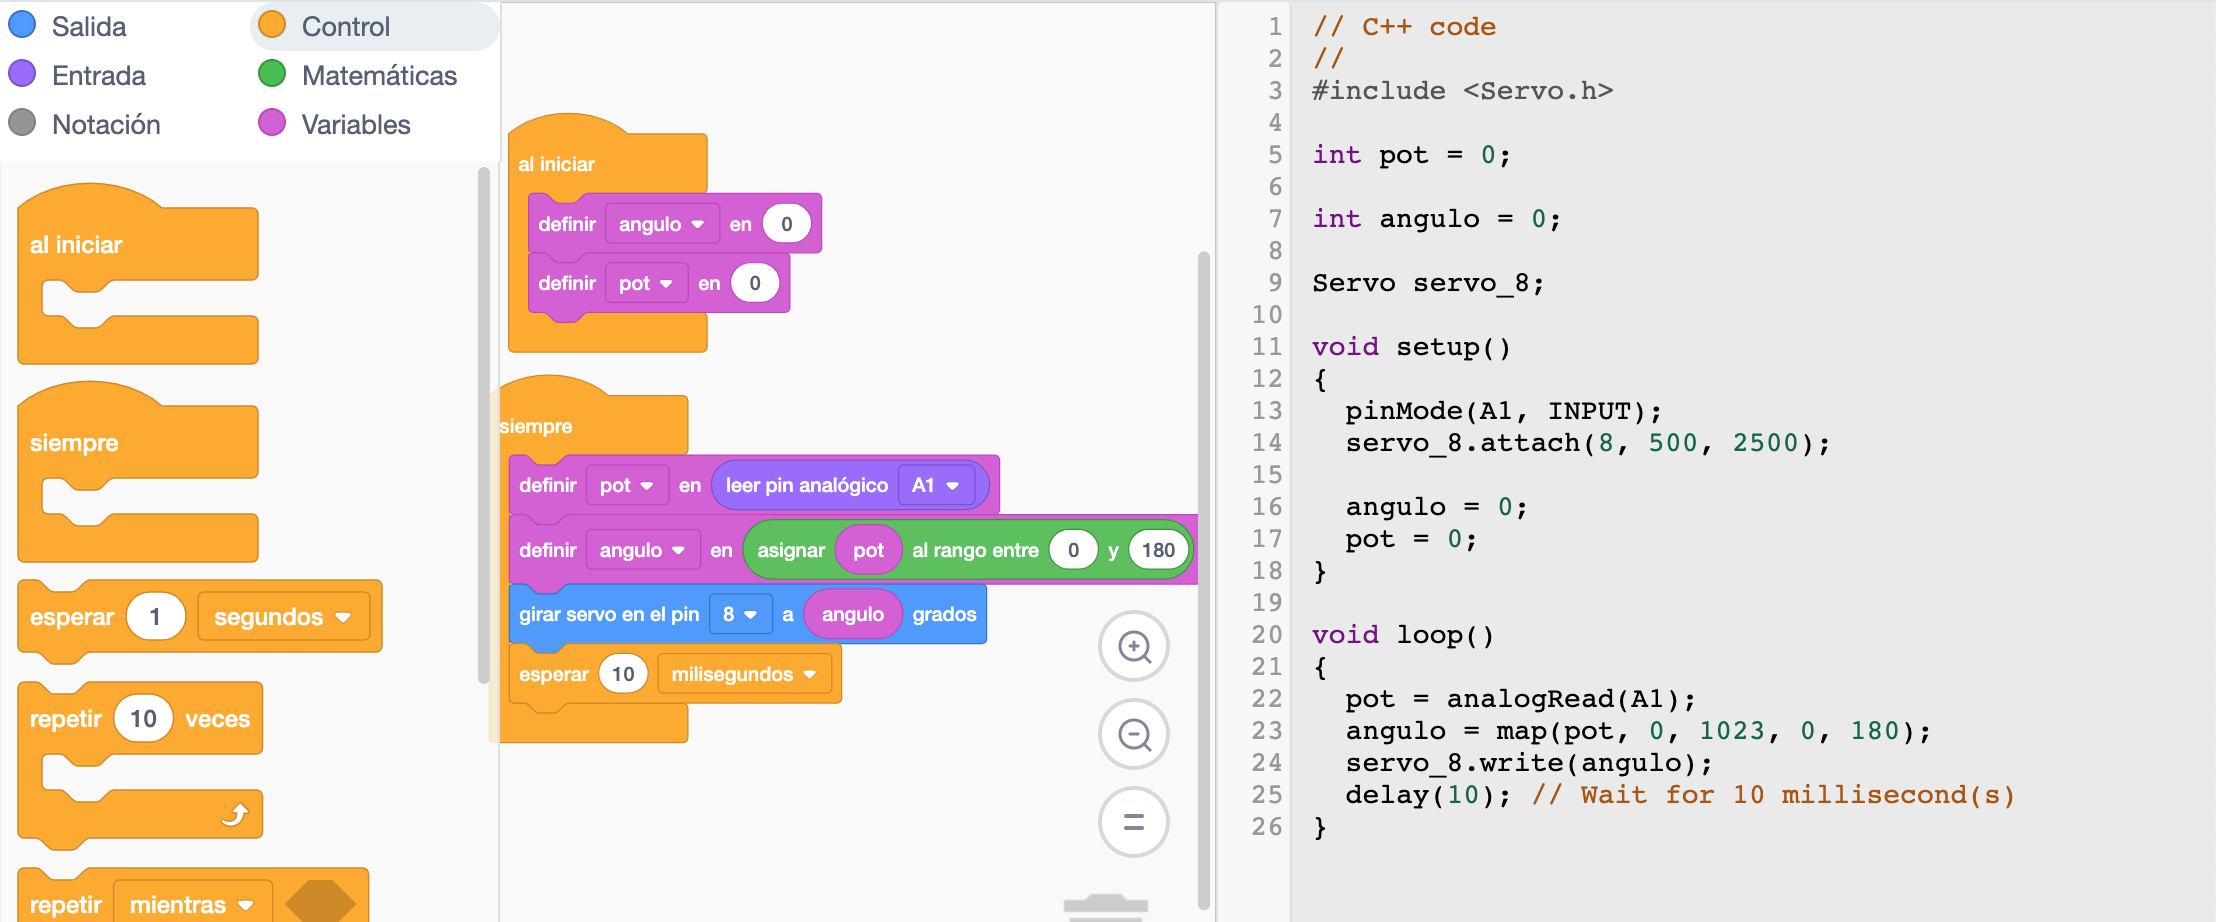 Salida
Control
Entrada
Matemáticas
Notación
Variables
al iniciar
siempre
esperar 1 segundos
repetir 10 veces
repetir mientras
al iniciar
definir angulo en 0
definir pot en 0
siempre
definir pot en leer pin analógico A1
definir angulo en asignar pot al rango entre 0 y 180
girar servo en el pin 8 a angulo grados
esperar 10 milisegundos
1 // C++ code
2 //
3 #include <Servo.h>
4
5 int pot = 0;
6
7 int angulo = 0;
8
9 Servo servo_8;
10
11 void setup()
12 {
13   pinMode(A1, INPUT);
14   servo_8.attach(8, 500, 2500);
15
16   angulo = 0;
17   pot = 0;
18 }
19
20 void loop()
21 {
22   pot = analogRead(A1);
23   angulo = map(pot, 0, 1023, 0, 180);
24   servo_8.write(angulo);
25   delay(10); // Wait for 10 millisecond(s)
26 }